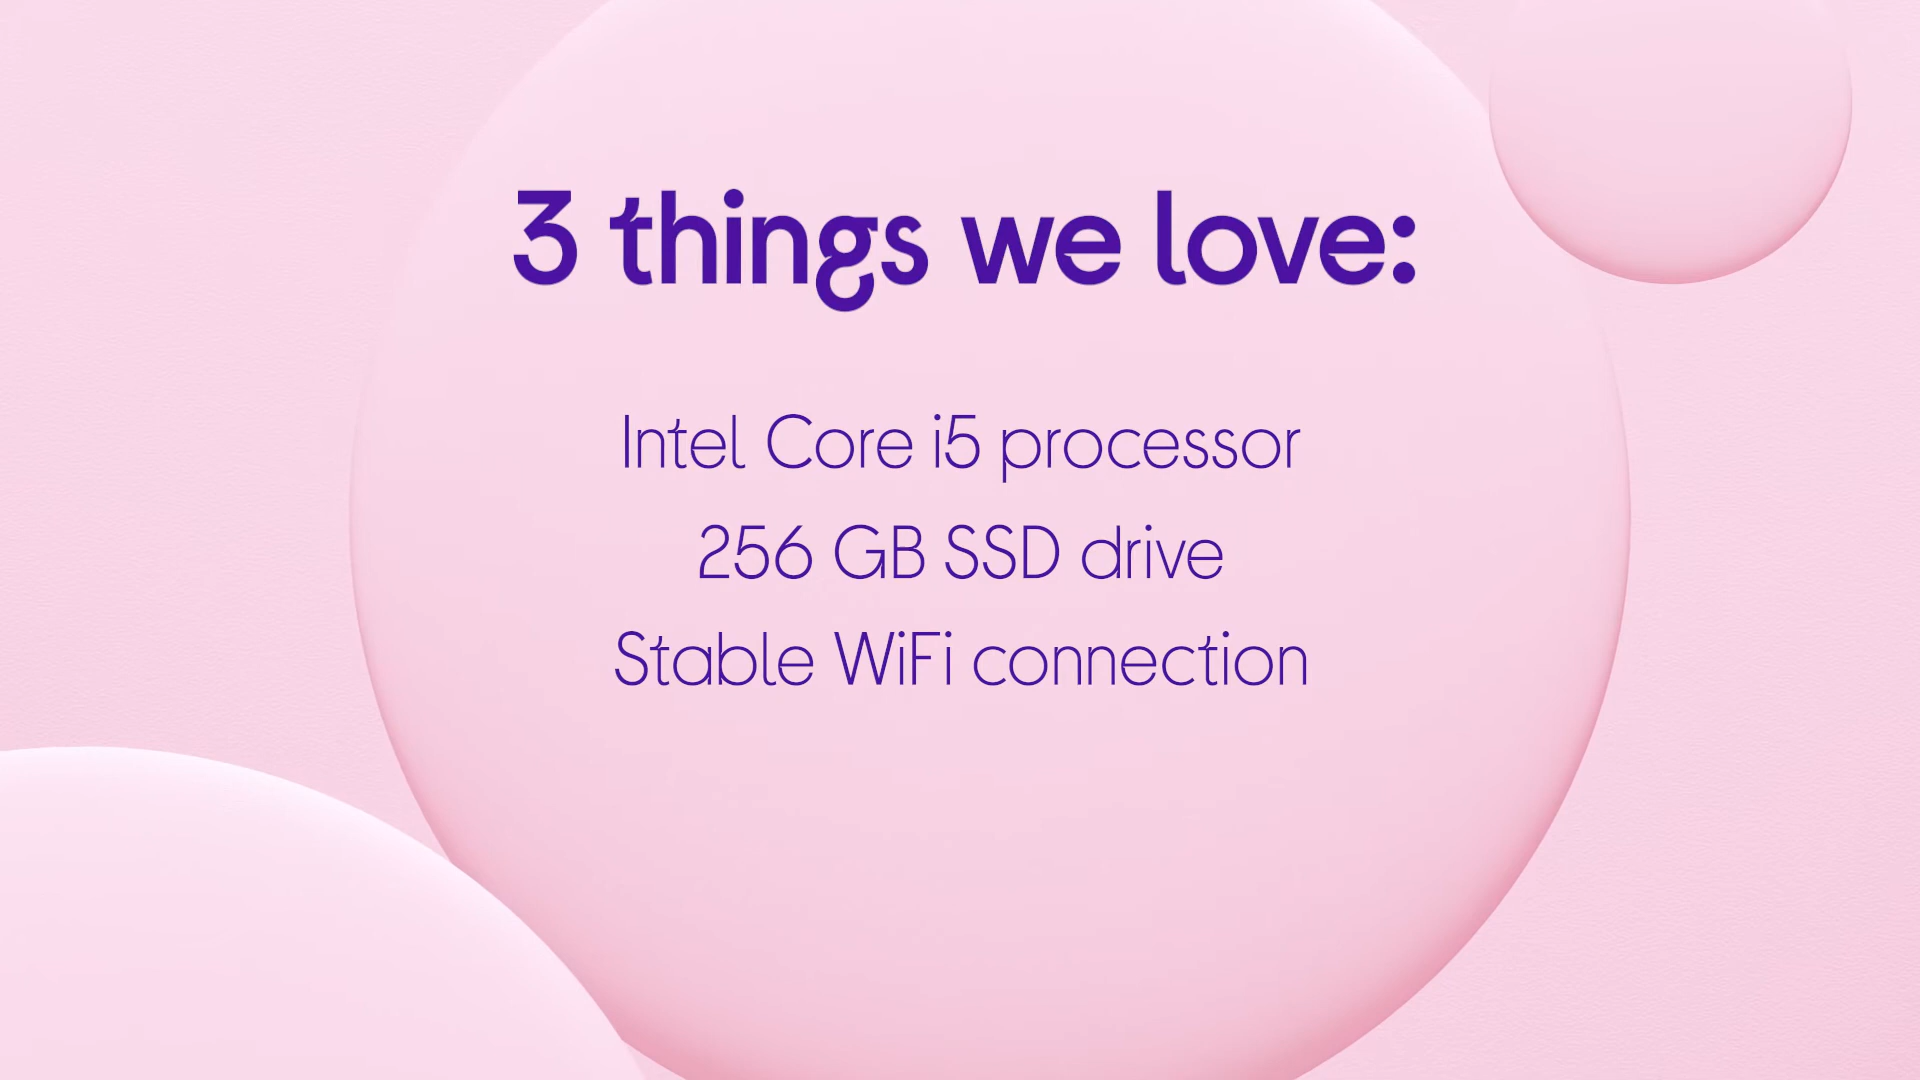 3 things we love:
Intel Core i5 processor
256 GB SSD drive
Stable WiFi connection